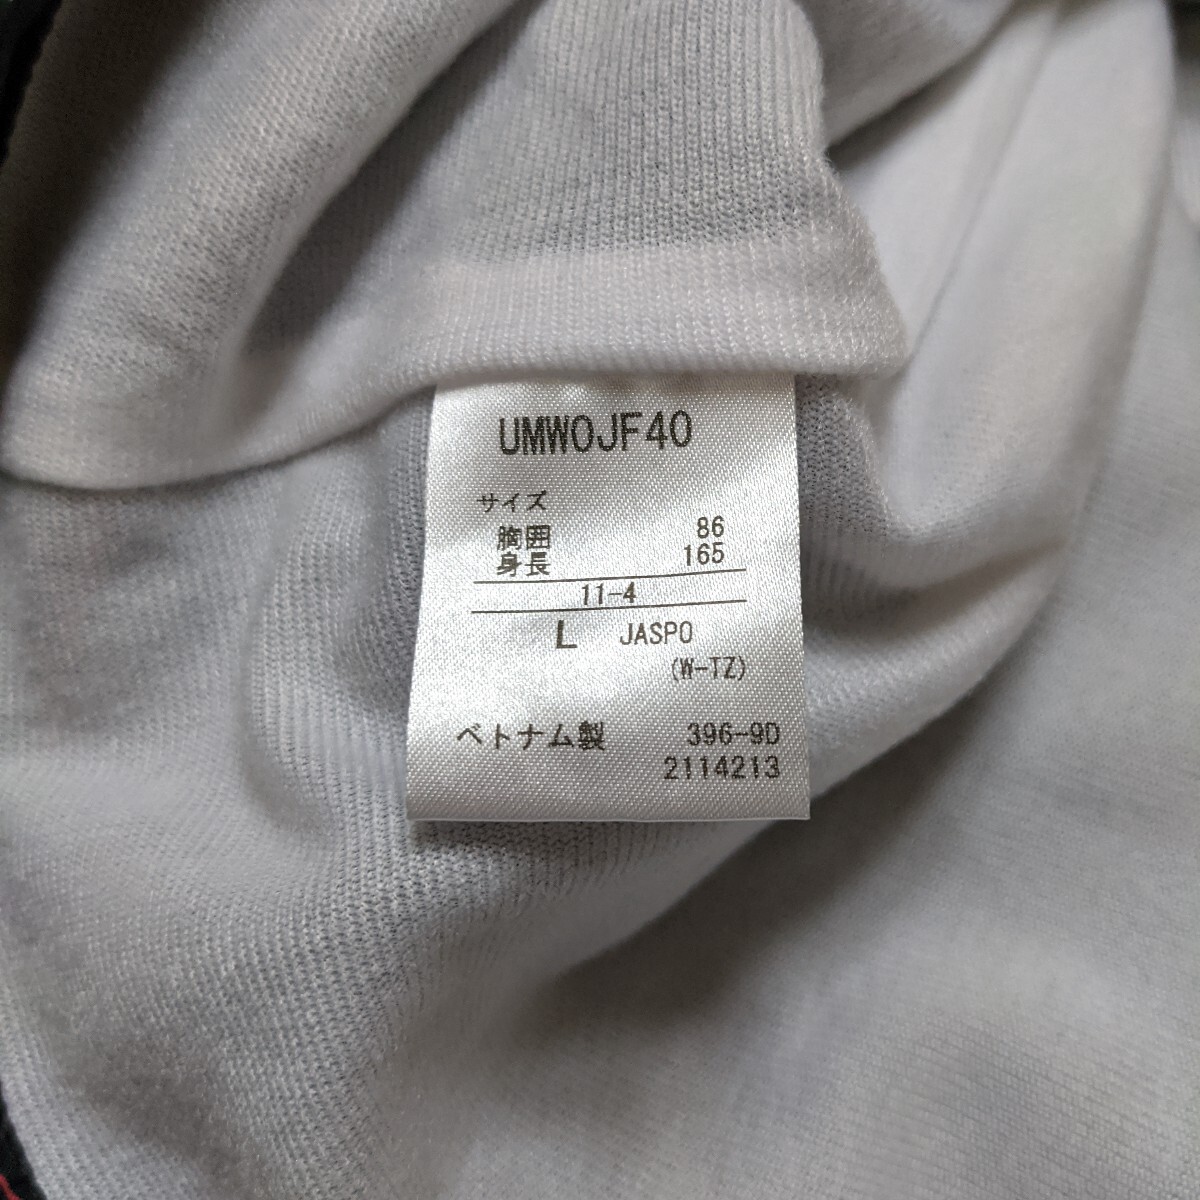 UMWOJF40
サイズ
胸囲 86
身長 165
11-4
L JASPO
(W-TZ)
ベトナム製 396-9D
2114213